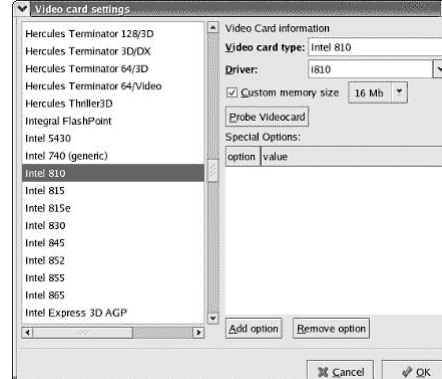 Video card settings
Hercules Terminator 128/3D
Hercules Terminator 3D/DX
Hercules Terminator 64/3D
Hercules Terminator 64/Video
Hercules Thriller3D
Integral FlashPoint
Intel 5430
Intel 740 (generic)
Intel 810
Intel 815
Intel 815e
Intel 830
Intel 845
Intel 852
Intel 855
Intel 865
Intel Express 3D AGP
Video Card information
Video card type: Intel 810
Driver: i810
Custom memory size 16 Mb
Probe Videocard
Special Options:
option value
Add option Remove option
Cancel OK